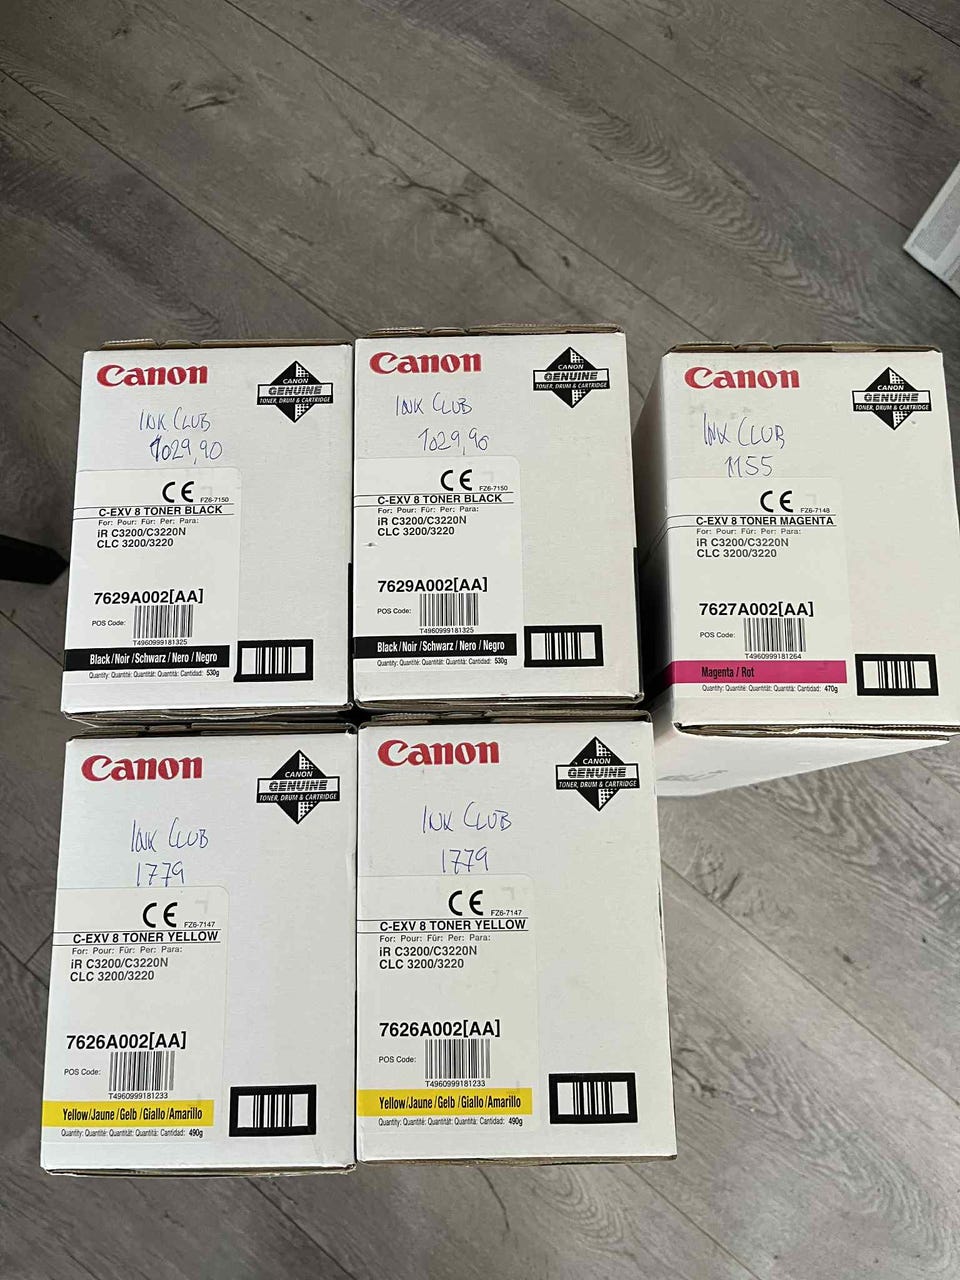 Canon
CANON
GENUINE
TONER, DRUM & CARTRIDGE
INK CLUB
1029,90
CE
FZ6-7150
C-EXV 8 TONER BLACK
For: Pour: Für: Per: Para:
iR C3200/C3220N
CLC 3200/3220
7629A002[AA]
POS Code:
T4960999181325
Black/Noir/Schwarz/Nero/Negro
Quantity: Quantité: Quantität: Quantità: Cantidad: 530g
Canon
CANON
GENUINE
TONER, DRUM & CARTRIDGE
INK CLUB
1029,90
CE
FZ6-7150
C-EXV 8 TONER BLACK
For: Pour: Für: Per: Para:
iR C3200/C3220N
CLC 3200/3220
7629A002[AA]
POS Code:
T4960999181325
Black/Noir/Schwarz/Nero/Negro
Quantity: Quantité: Quantität: Quantità: Cantidad: 530g
Canon
CANON
GENUINE
TONER, DRUM & CARTRIDGE
INK CLUB
1155
CE
FZ6-7148
C-EXV 8 TONER MAGENTA
For: Pour: Für: Per: Para:
iR C3200/C3220N
CLC 3200/3220
7627A002[AA]
POS Code:
T4960999181264
Magenta / Rot
Quantity: Quantité: Quantität: Quantità: Cantidad: 470g
Canon
CANON
GENUINE
TONER, DRUM & CARTRIDGE
INK CLUB
1779
CE
FZ6-7147
C-EXV 8 TONER YELLOW
For: Pour: Für: Per: Para:
iR C3200/C3220N
CLC 3200/3220
7626A002[AA]
POS Code:
T4960999181233
Yellow/Jaune/Gelb/Giallo/Amarillo
Quantity: Quantité: Quantität: Quantità: Cantidad: 490g
Canon
CANON
GENUINE
TONER, DRUM & CARTRIDGE
INK CLUB
1779
CE
FZ6-7147
C-EXV 8 TONER YELLOW
For: Pour: Für: Per: Para:
iR C3200/C3220N
CLC 3200/3220
7626A002[AA]
POS Code:
T4960999181233
Yellow/Jaune/Gelb/Giallo/Amarillo
Quantity: Quantité: Quantität: Quantità: Cantidad: 490g